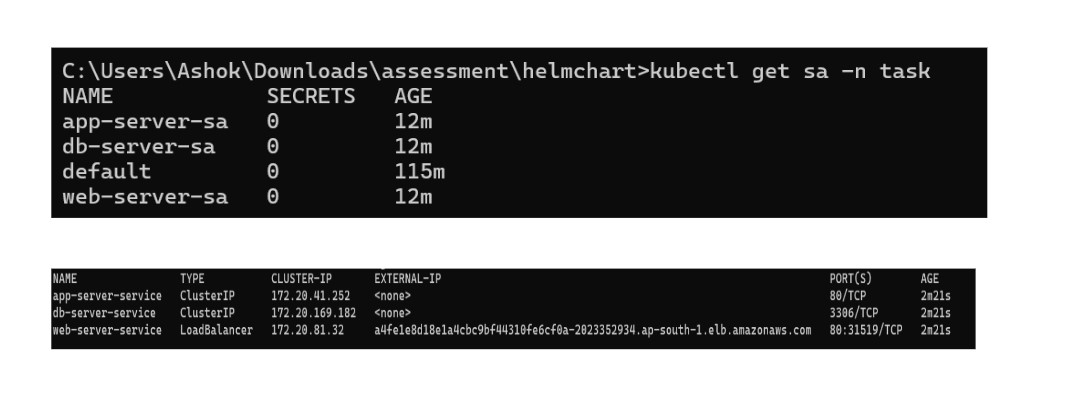 C:\Users\Ashok\Downloads\assessment\helmchart>kubectl get sa -n task
NAME SECRETS AGE
app-server-sa 0 12m
db-server-sa 0 12m
default 0 115m
web-server-sa 0 12m
NAME TYPE CLUSTER-IP EXTERNAL-IP PORT(S) AGE
app-server-service ClusterIP 172.20.41.252 <none> 80/TCP 2m21s
db-server-service ClusterIP 172.20.169.182 <none> 3306/TCP 2m21s
web-server-service LoadBalancer 172.20.81.32 a4fe1e8d18e1a4cbc9bf44310fe6cf0a-2023352934.ap-south-1.elb.amazonaws.com 80:31519/TCP 2m21s